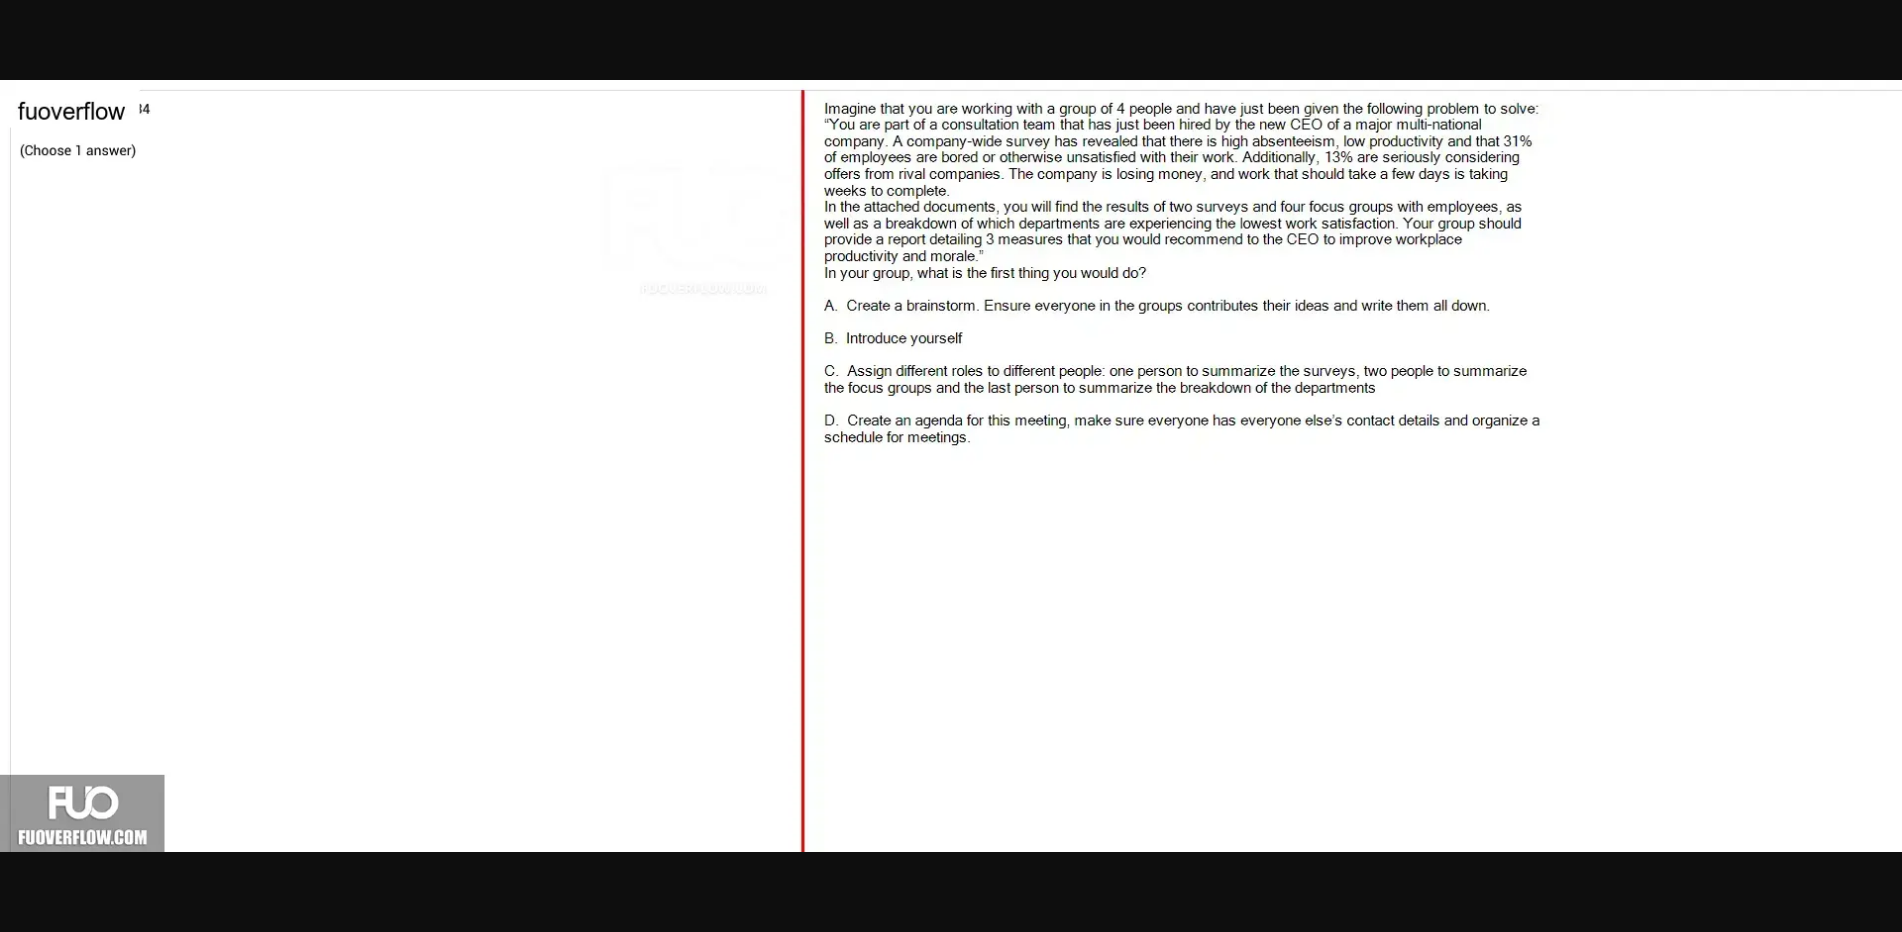 fuoverflow 34
(Choose 1 answer)
Imagine that you are working with a group of 4 people and have just been given the following problem to solve:
“You are part of a consultation team that has just been hired by the new CEO of a major multi-national
company. A company-wide survey has revealed that there is high absenteeism, low productivity and that 31%
of employees are bored or otherwise unsatisfied with their work. Additionally, 13% are seriously considering
offers from rival companies. The company is losing money, and work that should take a few days is taking
weeks to complete.
In the attached documents, you will find the results of two surveys and four focus groups with employees, as
well as a breakdown of which departments are experiencing the lowest work satisfaction. Your group should
provide a report detailing 3 measures that you would recommend to the CEO to improve workplace
productivity and morale.”
In your group, what is the first thing you would do?
A. Create a brainstorm. Ensure everyone in the groups contributes their ideas and write them all down.
B. Introduce yourself
C. Assign different roles to different people: one person to summarize the surveys, two people to summarize
the focus groups and the last person to summarize the breakdown of the departments
D. Create an agenda for this meeting, make sure everyone has everyone else’s contact details and organize a
schedule for meetings.
FUO
FUOVERFLOW.COM
FUO
FUOVERFLOW.COM